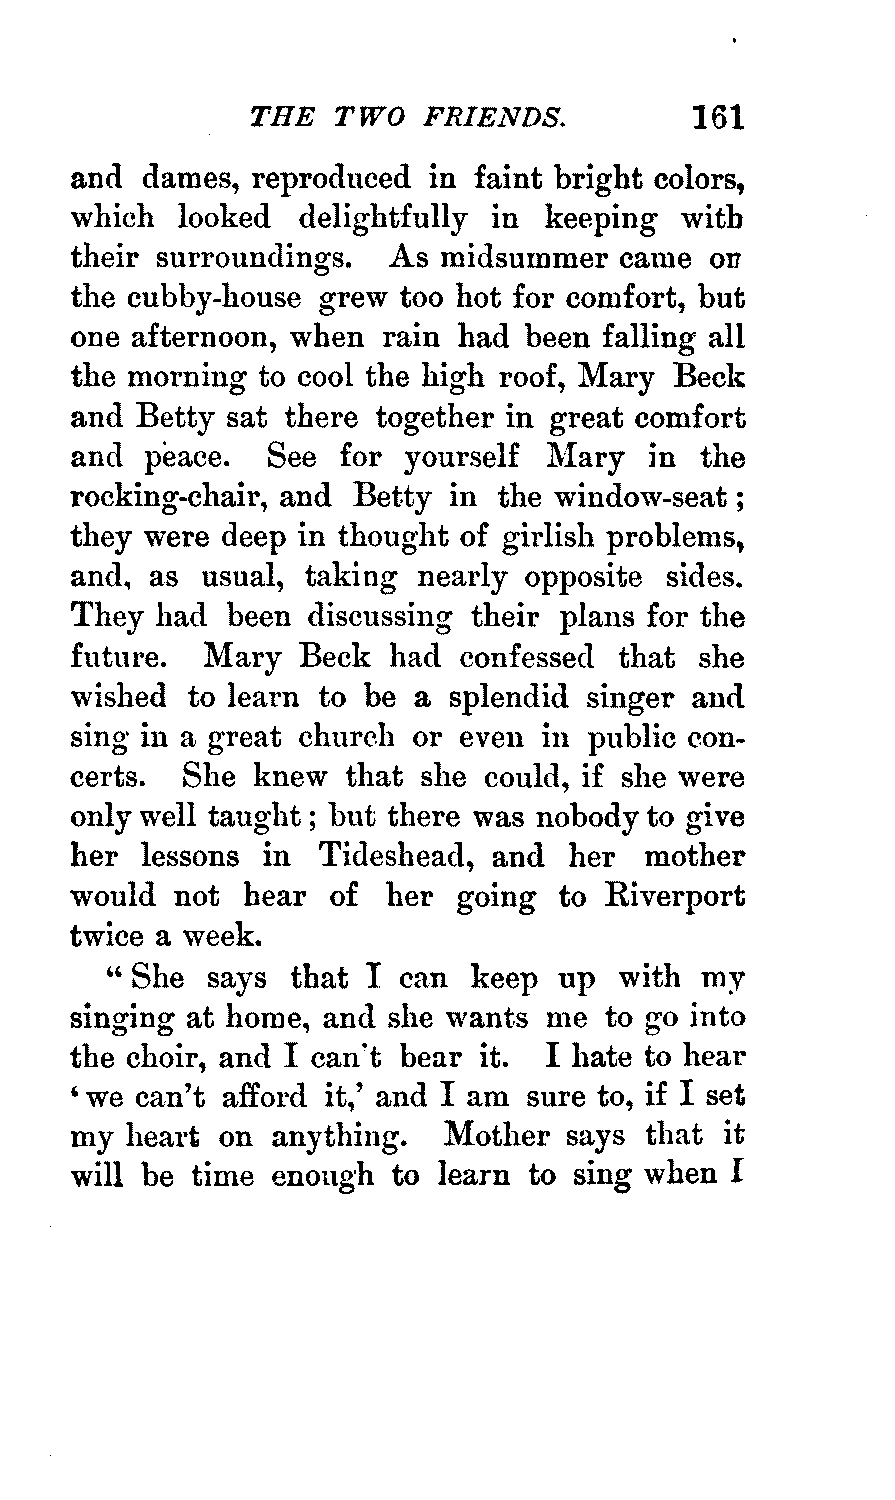 THE TWO FRIENDS. 161
and dames, reproduced in faint bright colors,
which looked delightfully in keeping with
their surroundings. As midsummer came on
the cubby-house grew too hot for comfort, but
one afternoon, when rain had been falling all
the morning to cool the high roof, Mary Beck
and Betty sat there together in great comfort
and peace. See for yourself Mary in the
rocking-chair, and Betty in the window-seat;
they were deep in thought of girlish problems,
and, as usual, taking nearly opposite sides.
They had been discussing their plans for the
future. Mary Beck had confessed that she
wished to learn to be a splendid singer and
sing in a great church or even in public con-
certs. She knew that she could, if she were
only well taught; but there was nobody to give
her lessons in Tideshead, and her mother
would not hear of her going to Riverport
twice a week.
“She says that I can keep up with my
singing at home, and she wants me to go into
the choir, and I can't bear it. I hate to hear
‘we can't afford it,’ and I am sure to, if I set
my heart on anything. Mother says that it
will be time enough to learn to sing when I